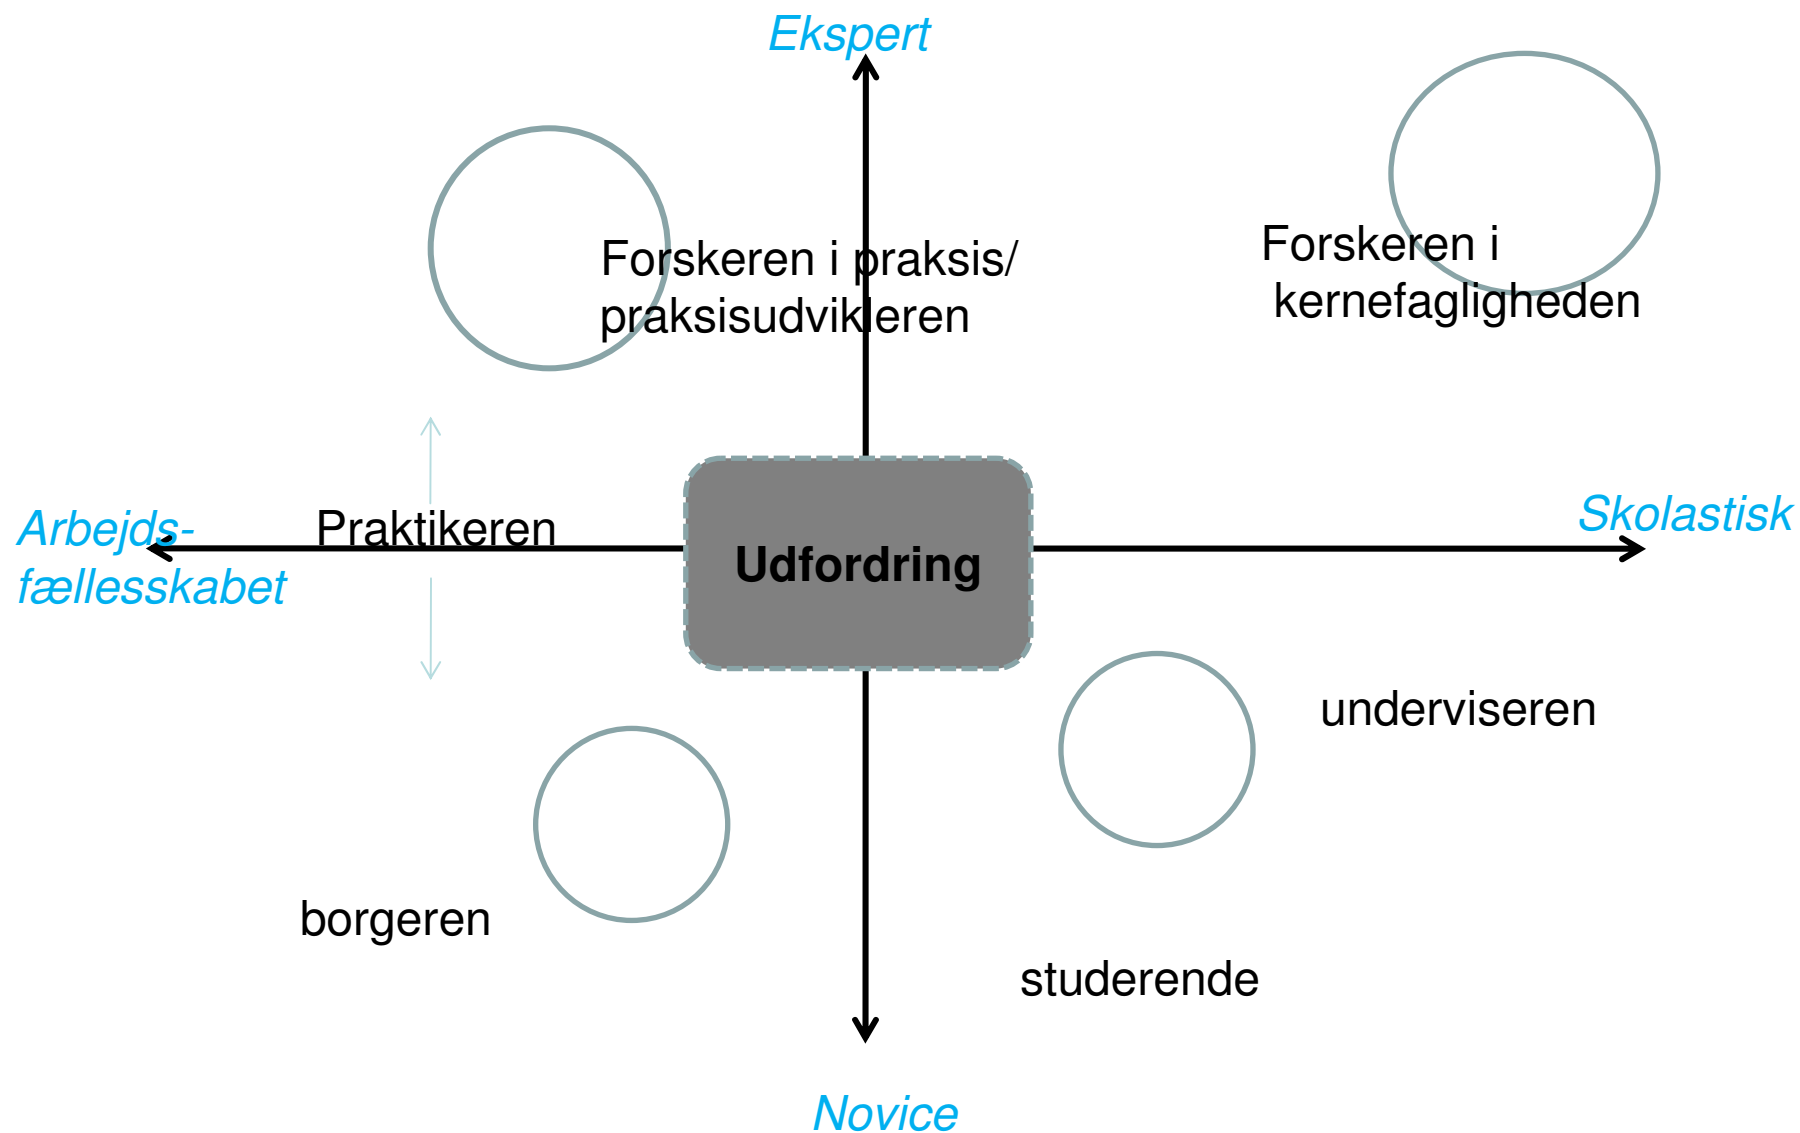 Ekspert
Forskeren i praksis/
praksisudvikleren
Forskeren i
kernefagligheden
Arbejds-
fællesskabet
Praktikeren
Udfordring
Skolastisk
underviseren
borgeren
studerende
Novice